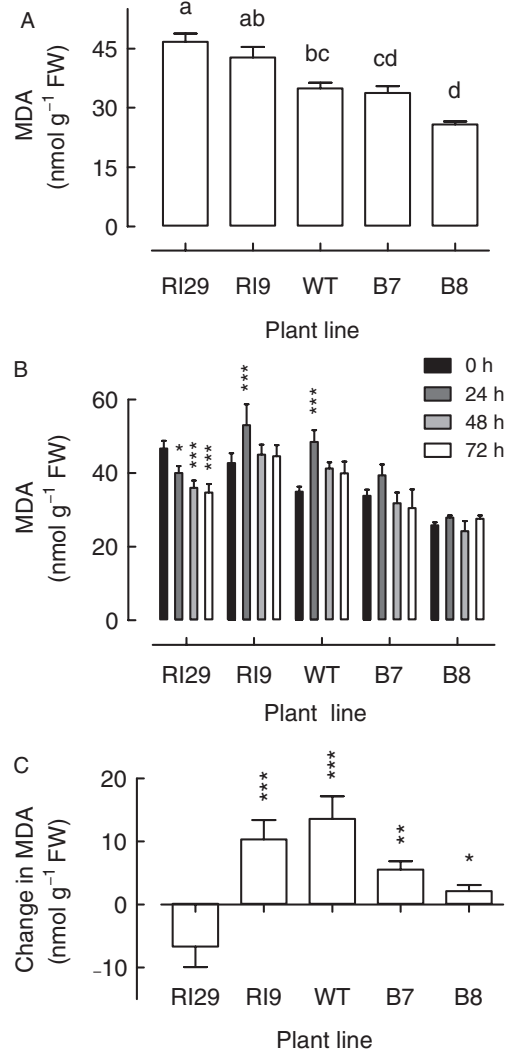 A
a
ab
bc
cd
d
MDA
(nmol g⁻¹ FW)
45
30
15
0
RI29 RI9 WT B7 B8
Plant line
B
0 h
24 h
48 h
72 h
MDA
(nmol g⁻¹ FW)
60
40
20
0
* *** *** *** ***
RI29 RI9 WT B7 B8
Plant line
C
Change in MDA
(nmol g⁻¹ FW)
20
10
0
-10
*** *** ** *
RI29 RI9 WT B7 B8
Plant line